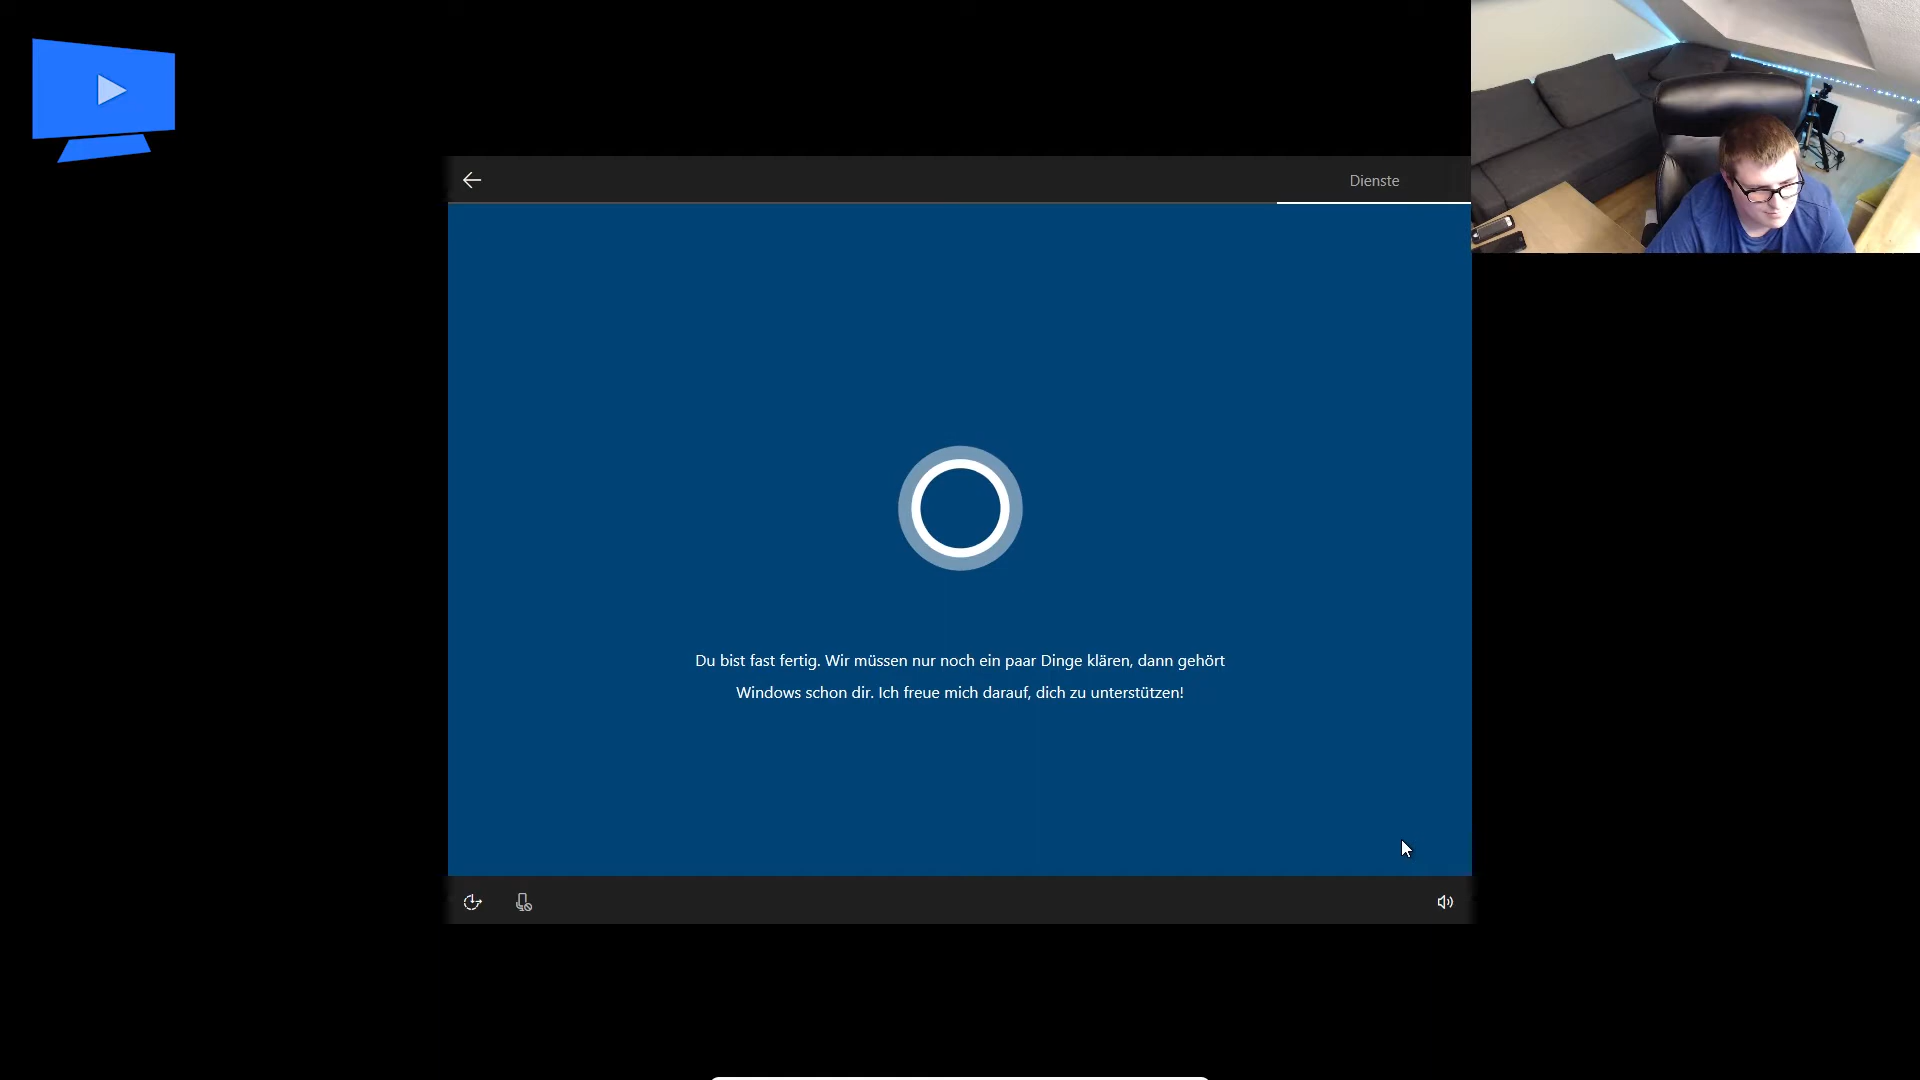 Dienste
Du bist fast fertig. Wir müssen nur noch ein paar Dinge klären, dann gehört
Windows schon dir. Ich freue mich darauf, dich zu unterstützen!